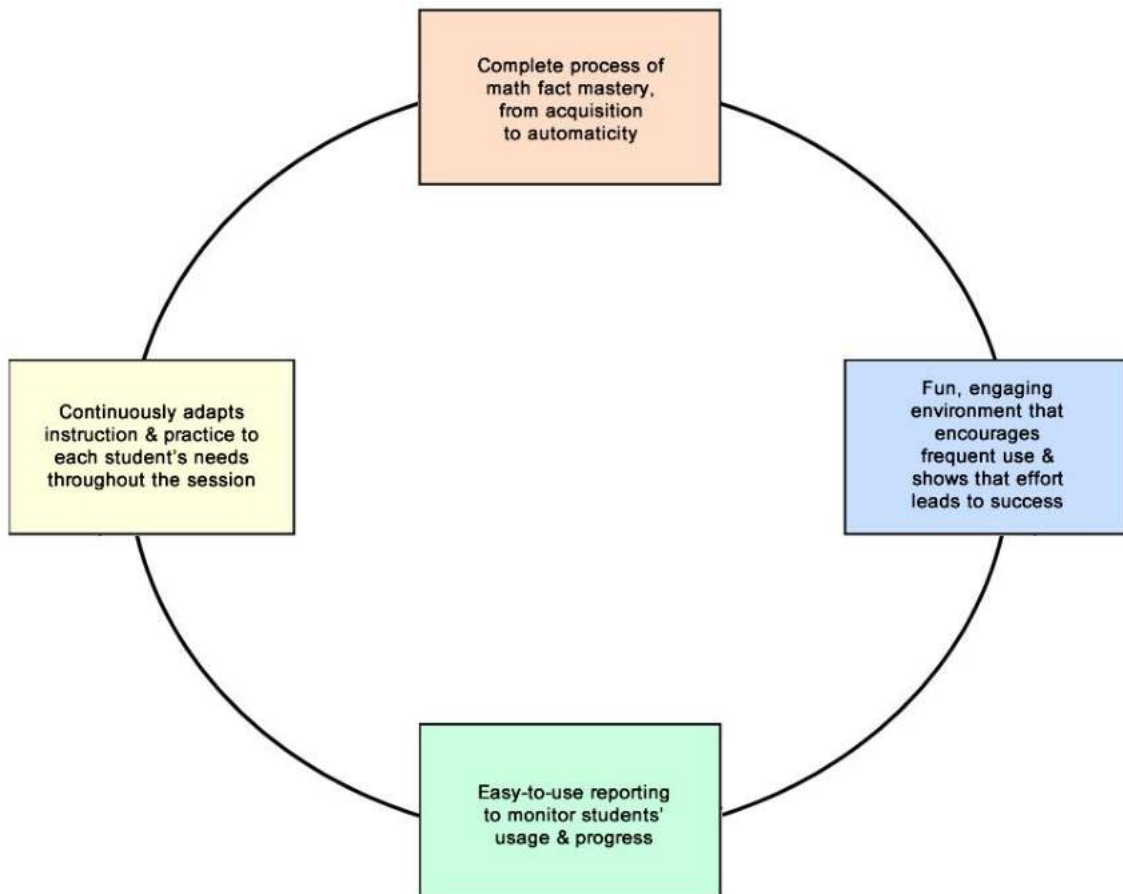 Complete process of
math fact mastery,
from acquisition
to automaticity
Continuously adapts
instruction & practice to
each student's needs
throughout the session
Fun, engaging
environment that
encourages
frequent use &
shows that effort
leads to success
Easy-to-use reporting
to monitor students'
usage & progress